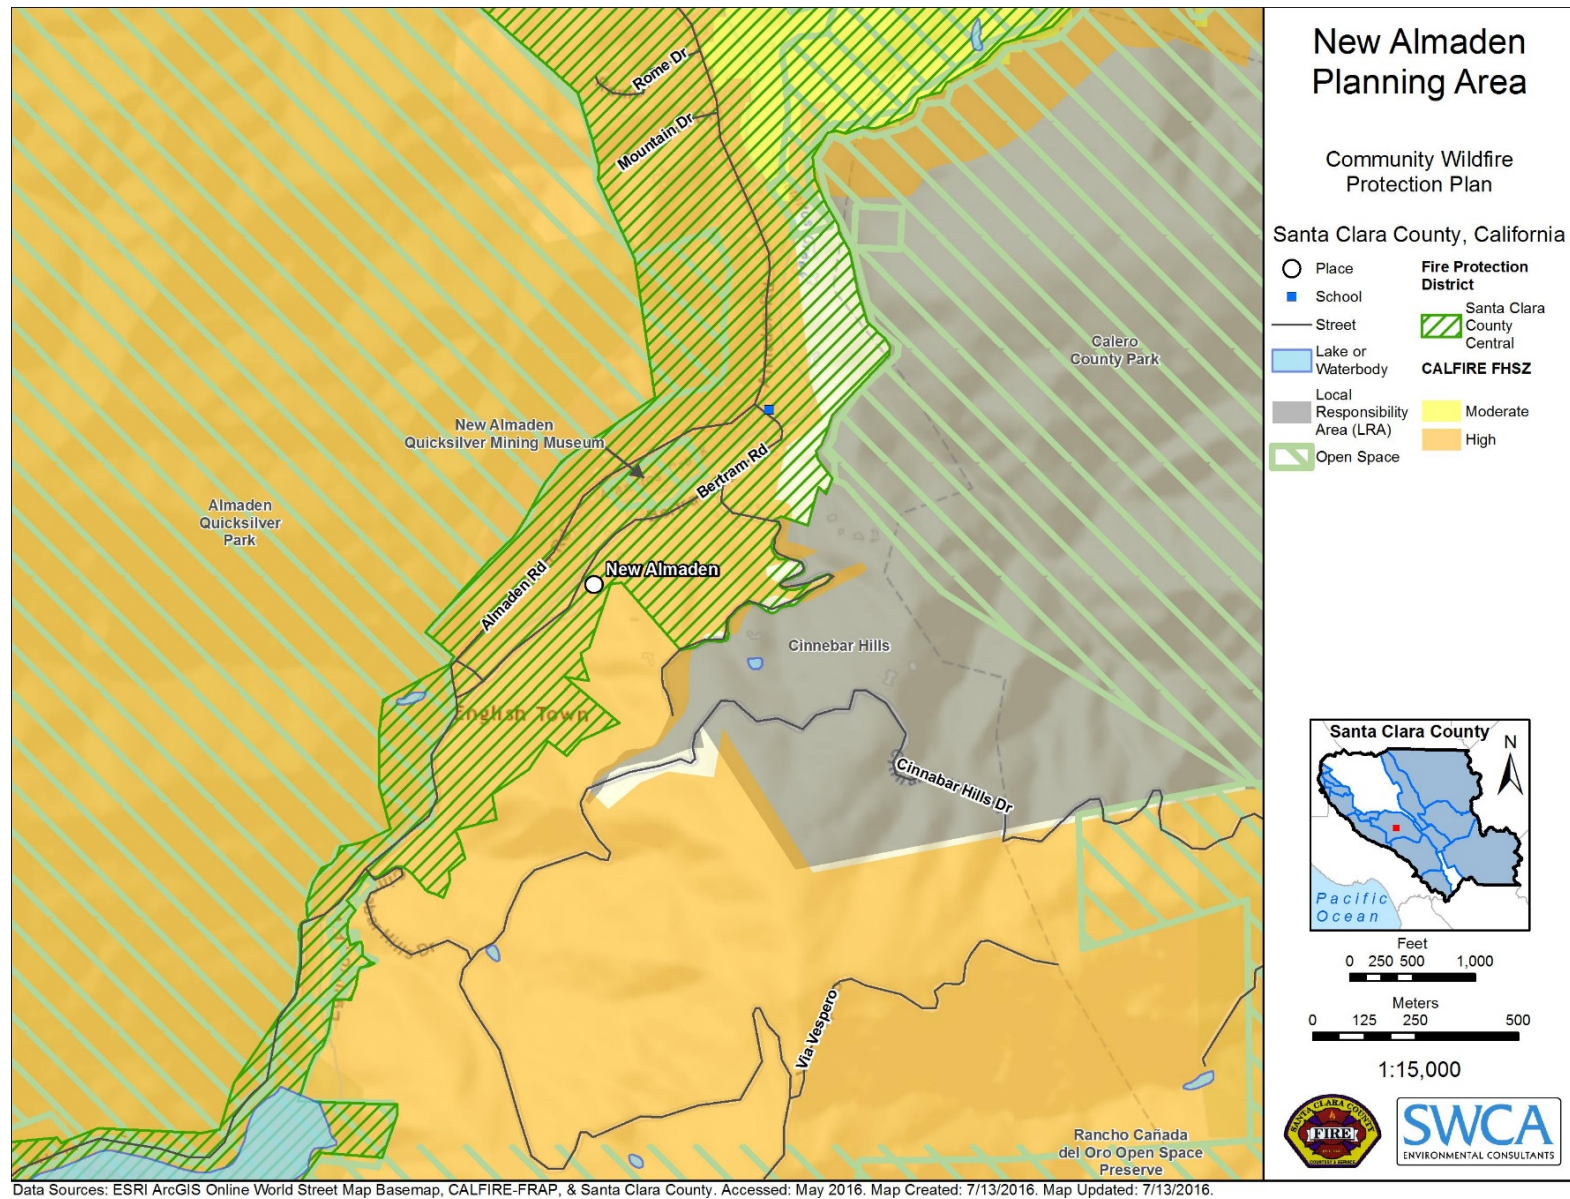 New Almaden
Planning Area
Community Wildfire
Protection Plan
Santa Clara County, California
Place
School
Street
Lake or
Waterbody
Local
Responsibility
Area (LRA)
Open Space
Fire Protection
District
Santa Clara
County
Central
CALFIRE FHSZ
Moderate
High
Rome Dr
Mountain Dr
Calero
County Park
New Almaden
Quicksilver Mining Museum
Bertram Rd
Almaden
Quicksilver
Park
Almaden Rd
New Almaden
Cinnebar Hills
English Town
Cinnabar Hills Dr
Via Vespero
Rancho Cañada
del Oro Open Space
Preserve
Santa Clara County
N
Pacific
Ocean
Feet
0 250 500 1,000
Meters
0 125 250 500
1:15,000
SANTA CLARA COUNTY
FIRE
COURTESY & SERVICE
SWCA
ENVIRONMENTAL CONSULTANTS
Data Sources: ESRI ArcGIS Online World Street Map Basemap, CALFIRE-FRAP, & Santa Clara County. Accessed: May 2016. Map Created: 7/13/2016. Map Updated: 7/13/2016.